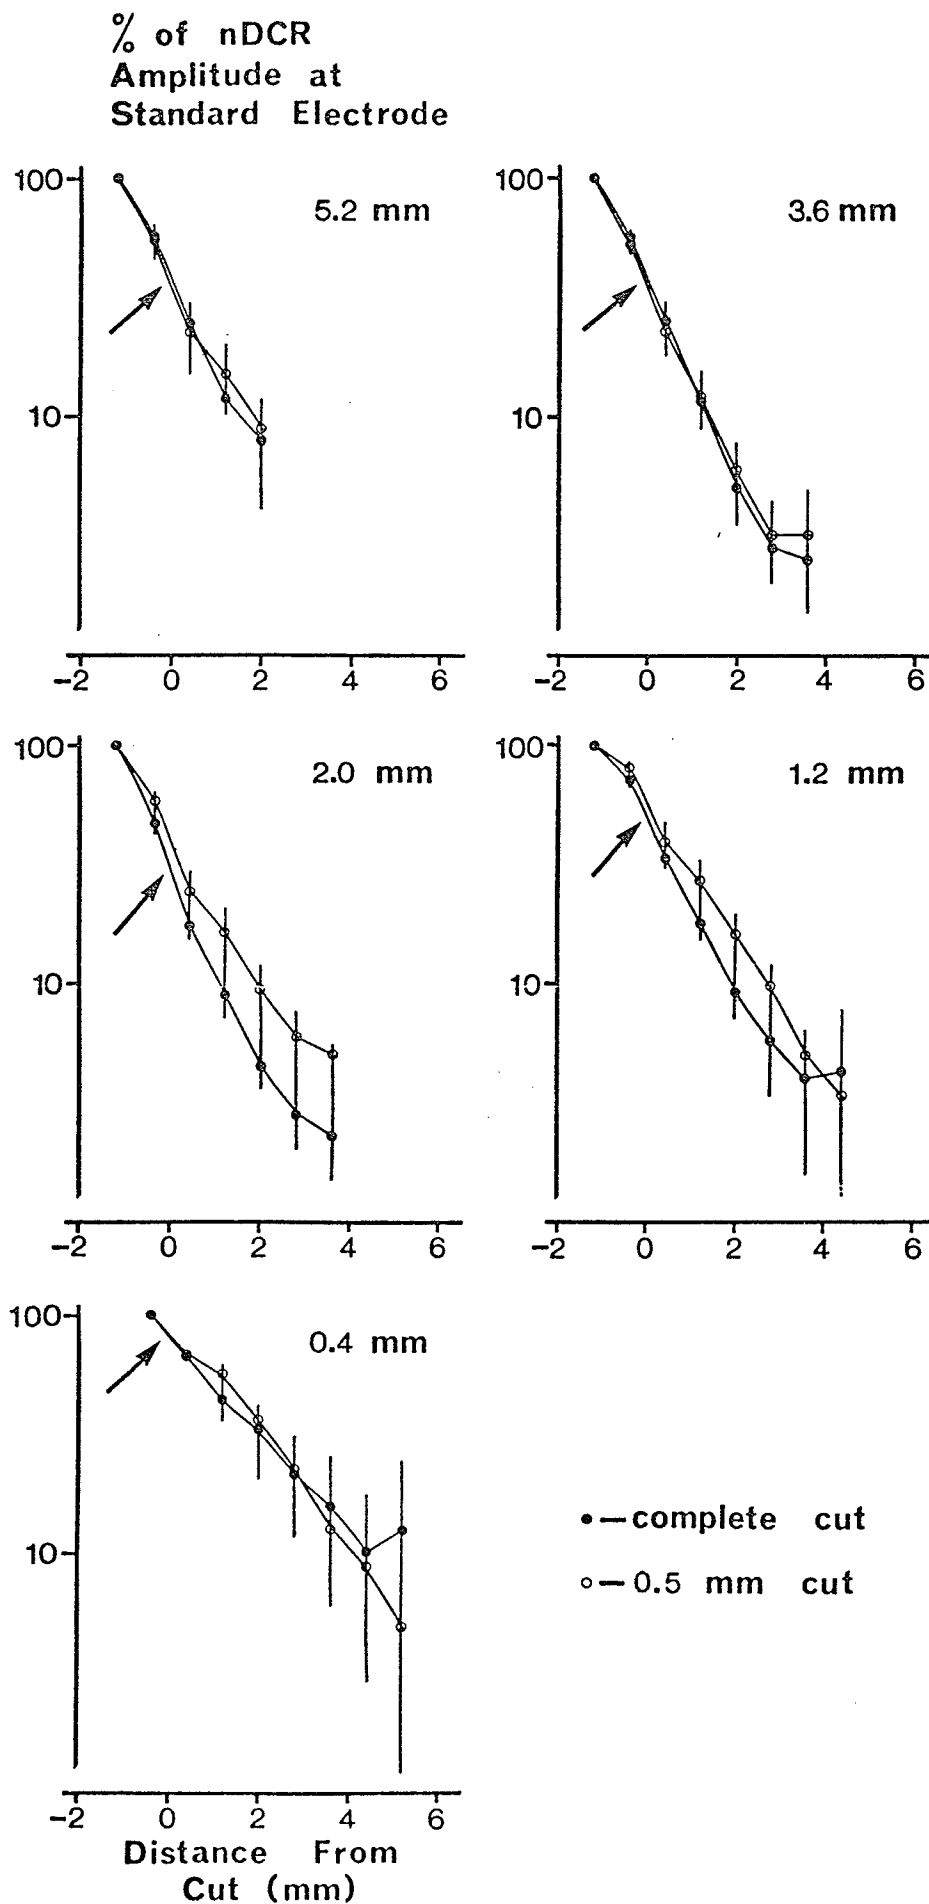 % of nDCR
Amplitude at
Standard Electrode
100
5.2 mm
10
-2 0 2 4 6
100
3.6 mm
10
-2 0 2 4 6
100
2.0 mm
10
-2 0 2 4 6
100
1.2 mm
10
-2 0 2 4 6
100
0.4 mm
10
-2 0 2 4 6
Distance From
Cut (mm)
complete cut
0.5 mm cut